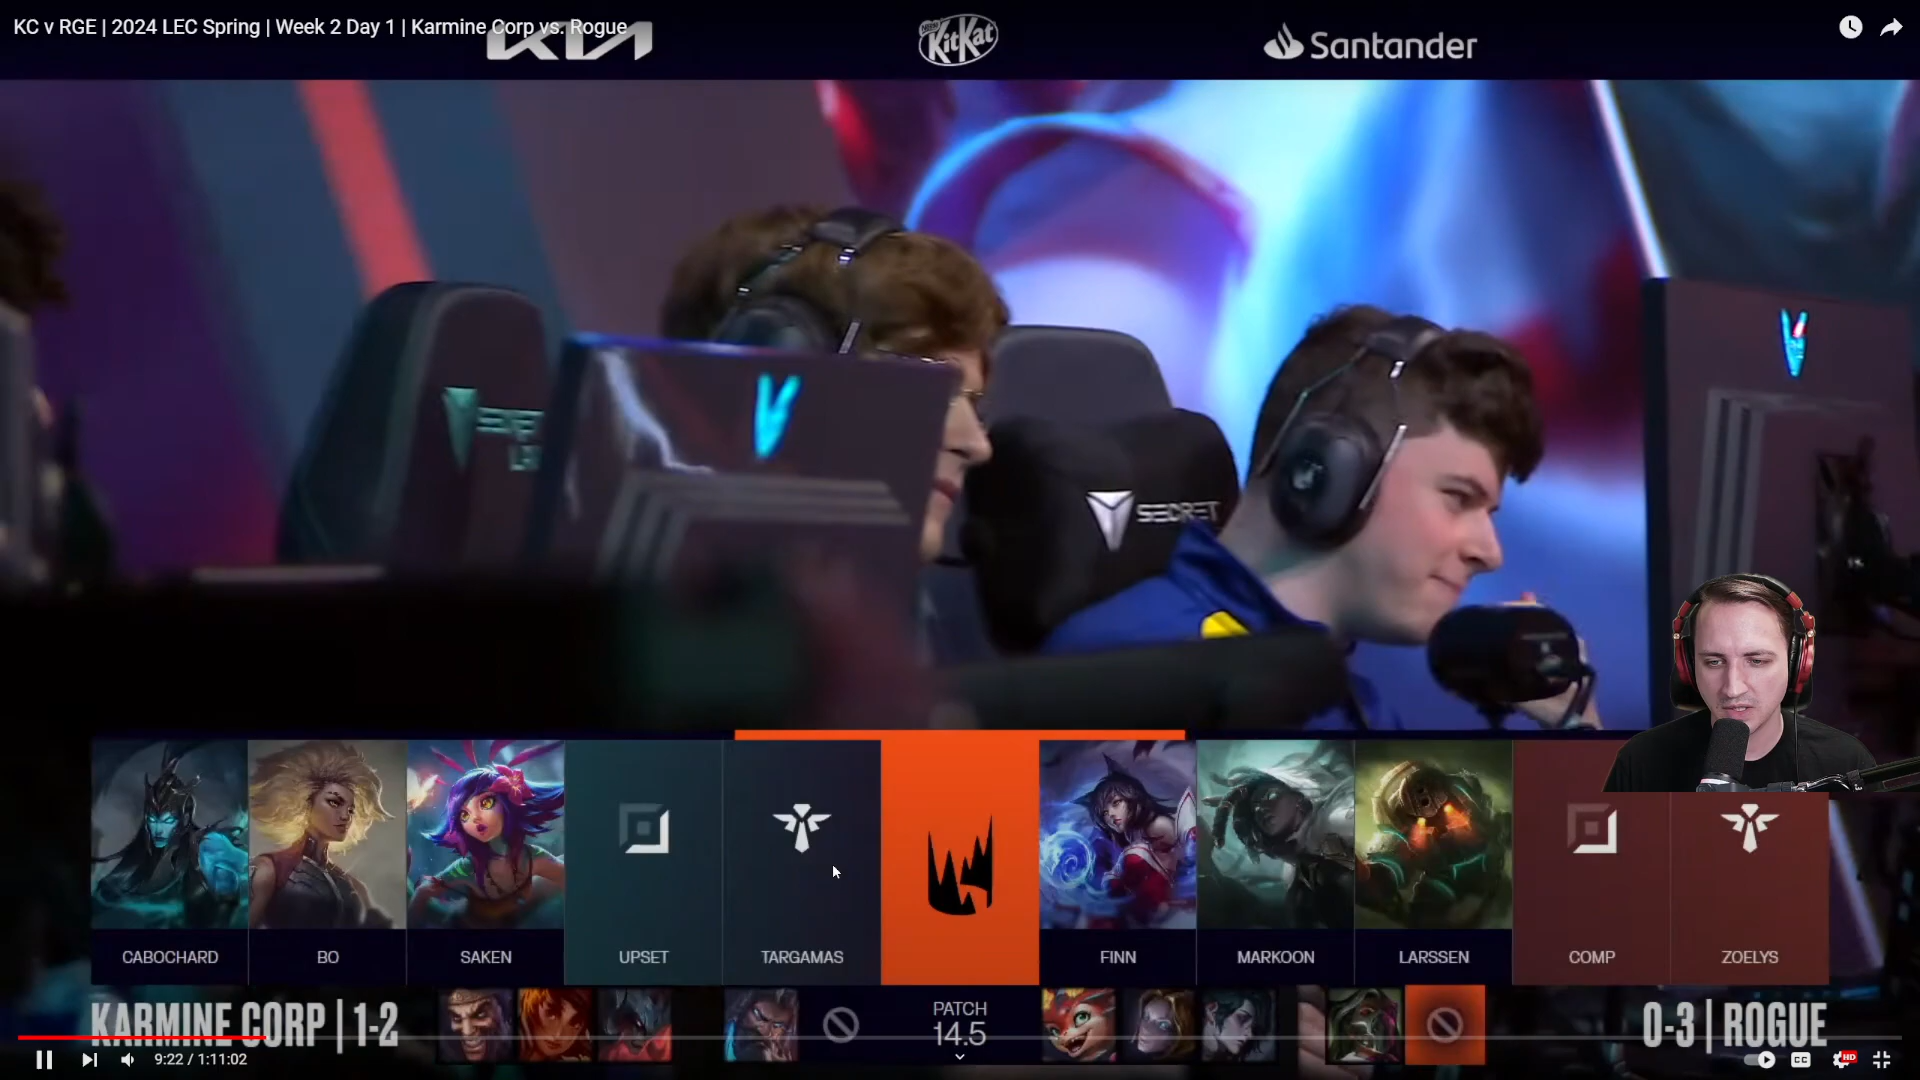 KC v RGE | 2024 LEC Spring | Week 2 Day 1 | Karmine Corp vs. Rogue
KIA
KitKat
Santander
SECRET
CABOCHARD
BO
SAKEN
UPSET
TARGAMAS
FINN
MARKOON
LARSSEN
COMP
ZOELYS
KARMINE CORP | 1-2
PATCH
14.5
0-3 | ROGUE
9:22 / 1:11:02
CC
HD